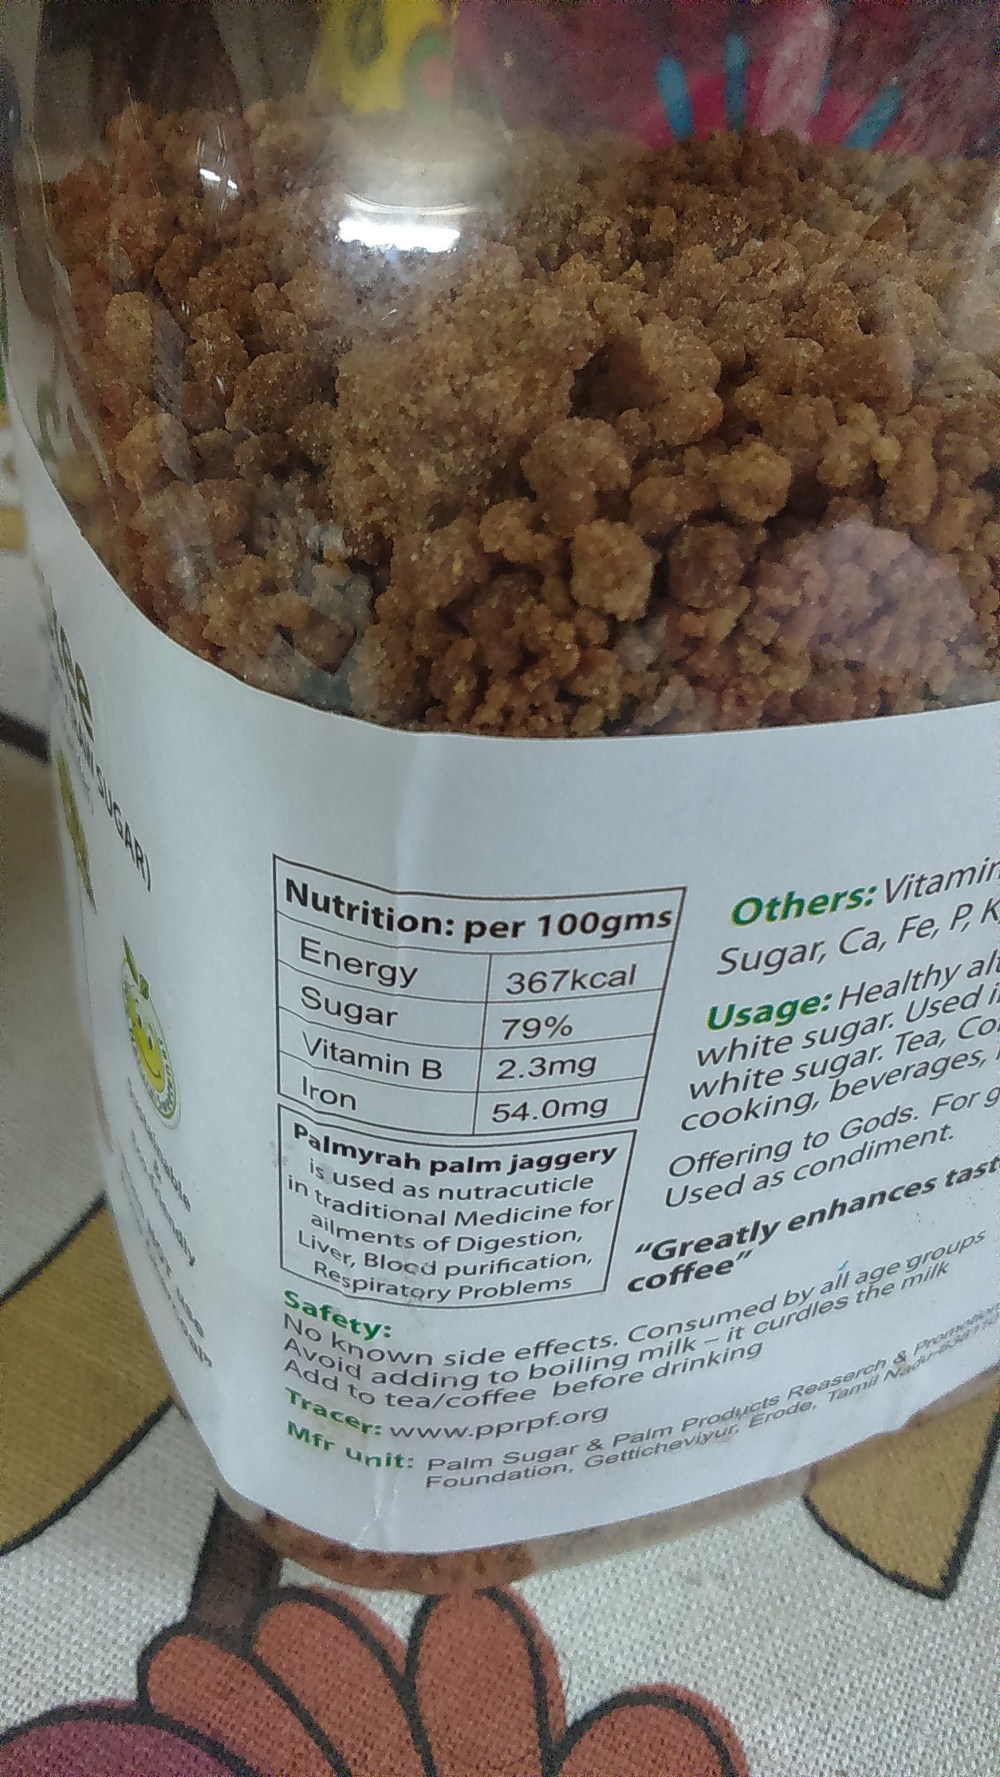 SUGAR)
Nutrition: per 100gms
Energy 367kcal
Sugar 79%
Vitamin B 2.3mg
Iron 54.0mg
Palmyrah palm jaggery
is used as nutracuticle
in traditional Medicine for
ailments of Digestion,
Liver, Blood purification,
Respiratory Problems
Others: Vitamin
Sugar, Ca, Fe, P, K
Usage: Healthy alt
white sugar. Used i
white sugar. Tea, Co
cooking, beverages,
Offering to Gods. For g
Used as condiment.
"Greatly enhances tast
coffee"
Safety:
No known side effects. Consumed by all age groups
Avoid adding to boiling milk – it curdles the milk
Add to tea/coffee before drinking
Tracer: www.pprpf.org
Mfr unit: Palm Sugar & Palm Products Reaserch & Promotion
Foundation, Getticheviyur, Erode, Tamil Nadu-638110